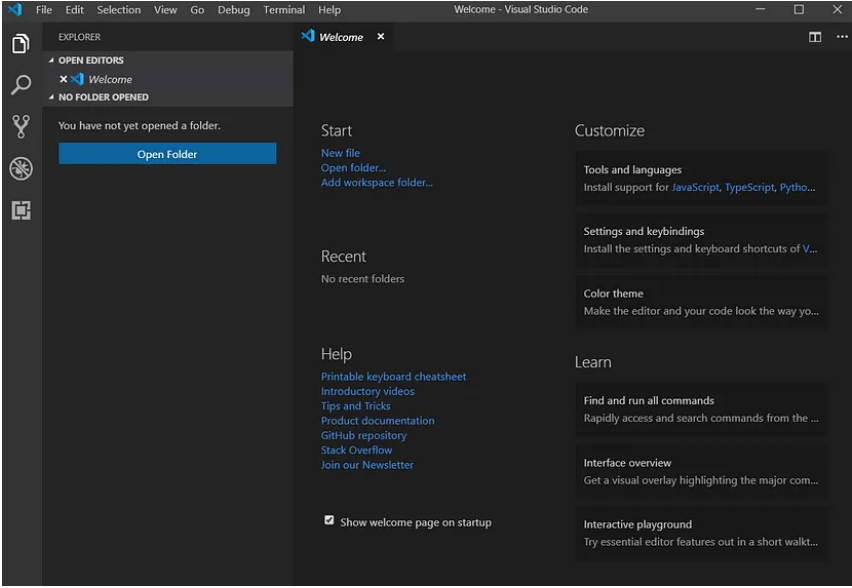 File Edit Selection View Go Debug Terminal Help
Welcome - Visual Studio Code
EXPLORER
OPEN EDITORS
Welcome
NO FOLDER OPENED
You have not yet opened a folder.
Open Folder
Welcome
Start
New file
Open folder...
Add workspace folder...
Recent
No recent folders
Help
Printable keyboard cheatsheet
Introductory videos
Tips and Tricks
Product documentation
GitHub repository
Stack Overflow
Join our Newsletter
Show welcome page on startup
Customize
Tools and languages
Install support for JavaScript, TypeScript, Pytho...
Settings and keybindings
Install the settings and keyboard shortcuts of V...
Color theme
Make the editor and your code look the way yo...
Learn
Find and run all commands
Rapidly access and search commands from the ...
Interface overview
Get a visual overlay highlighting the major com...
Interactive playground
Try essential editor features out in a short walkt...